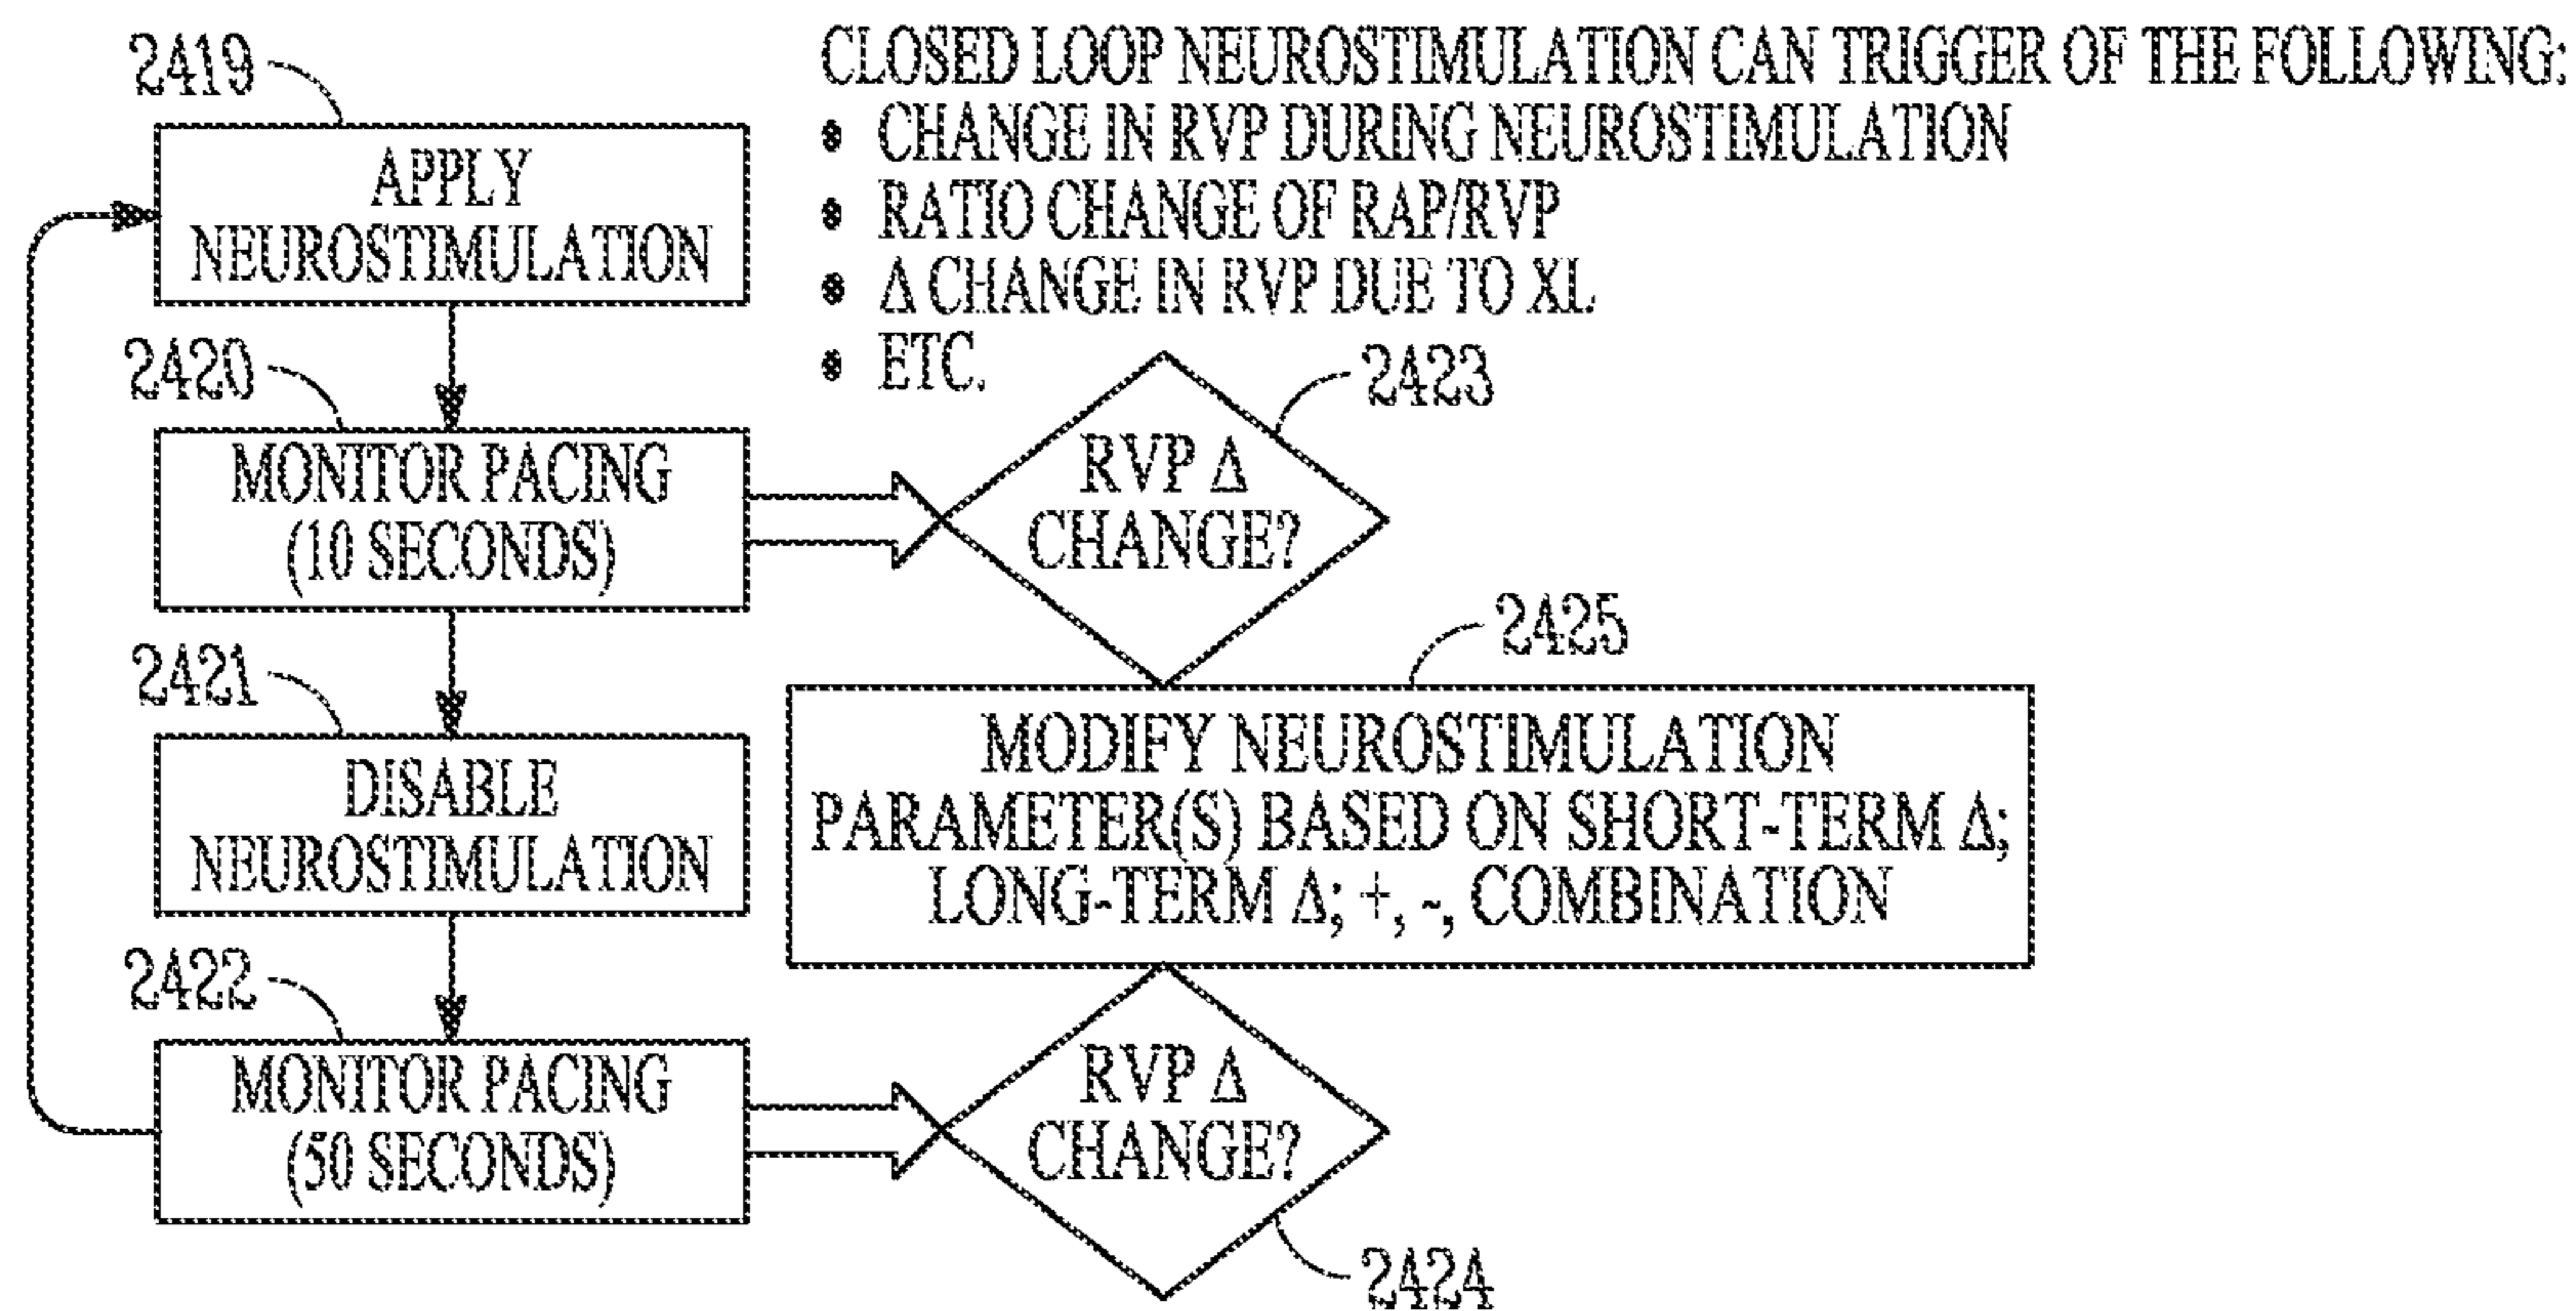 2419
APPLY
NEUROSTIMULATION
CLOSED LOOP NEUROSTIMULATION CAN TRIGGER OF THE FOLLOWING:
• CHANGE IN RVP DURING NEUROSTIMULATION
• RATIO CHANGE OF RAP/RVP
• Δ CHANGE IN RVP DUE TO XL
• ETC.
2420
MONITOR PACING
(10 SECONDS)
2423
RVP Δ
CHANGE?
2421
DISABLE
NEUROSTIMULATION
2425
MODIFY NEUROSTIMULATION
PARAMETER(S) BASED ON SHORT-TERM Δ;
LONG-TERM Δ; +, -, COMBINATION
2422
MONITOR PACING
(50 SECONDS)
RVP Δ
CHANGE?
2424